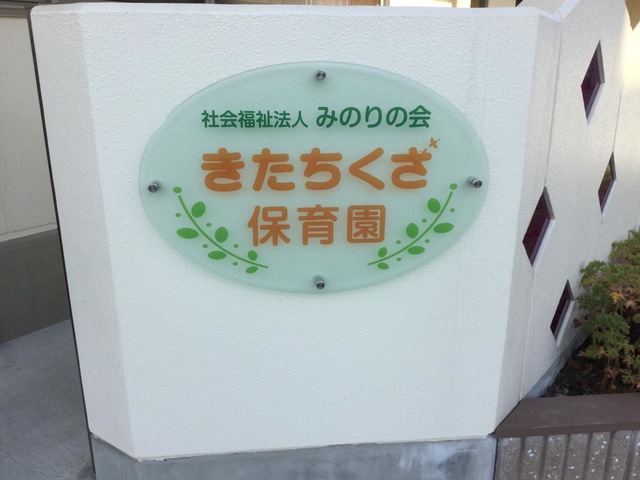 社会福祉法人 みのりの会
きたちくさ
保育園